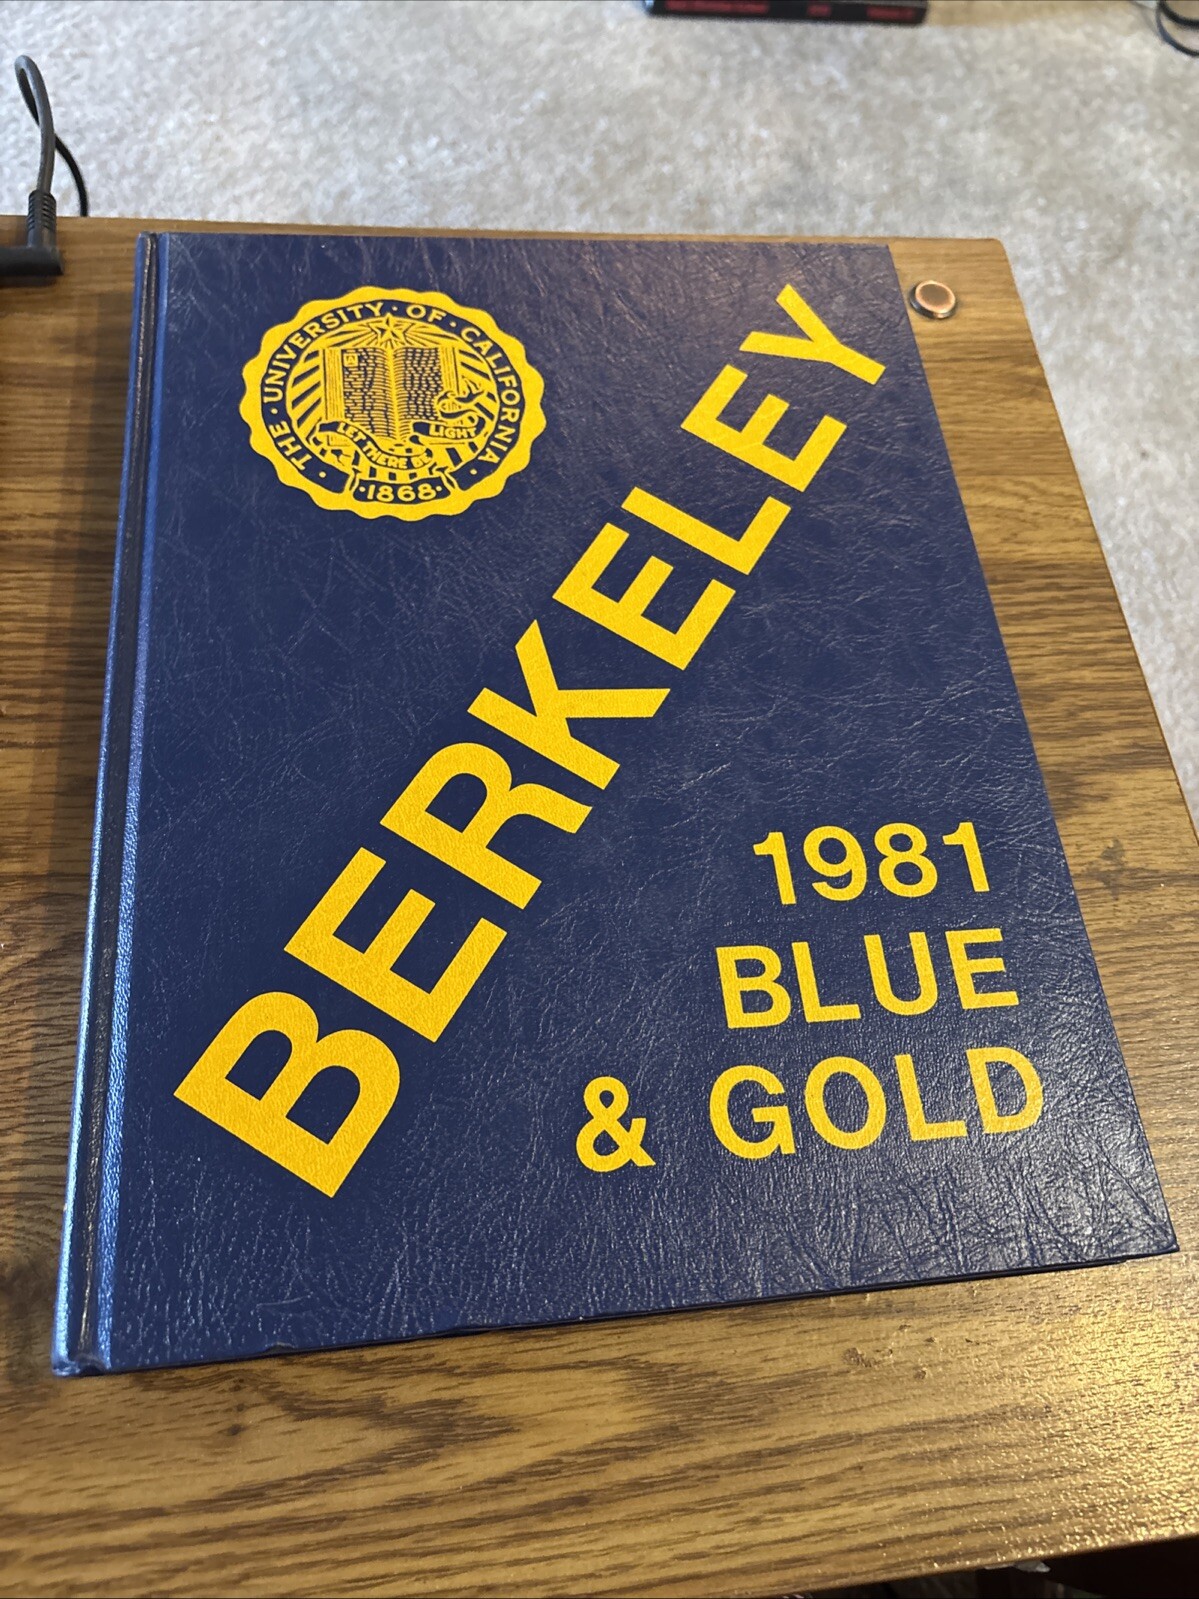 · THE · UNIVERSITY · OF · CALIFORNIA ·
LET THERE BE LIGHT
· 1868 ·
BERKELEY
1981
BLUE
& GOLD